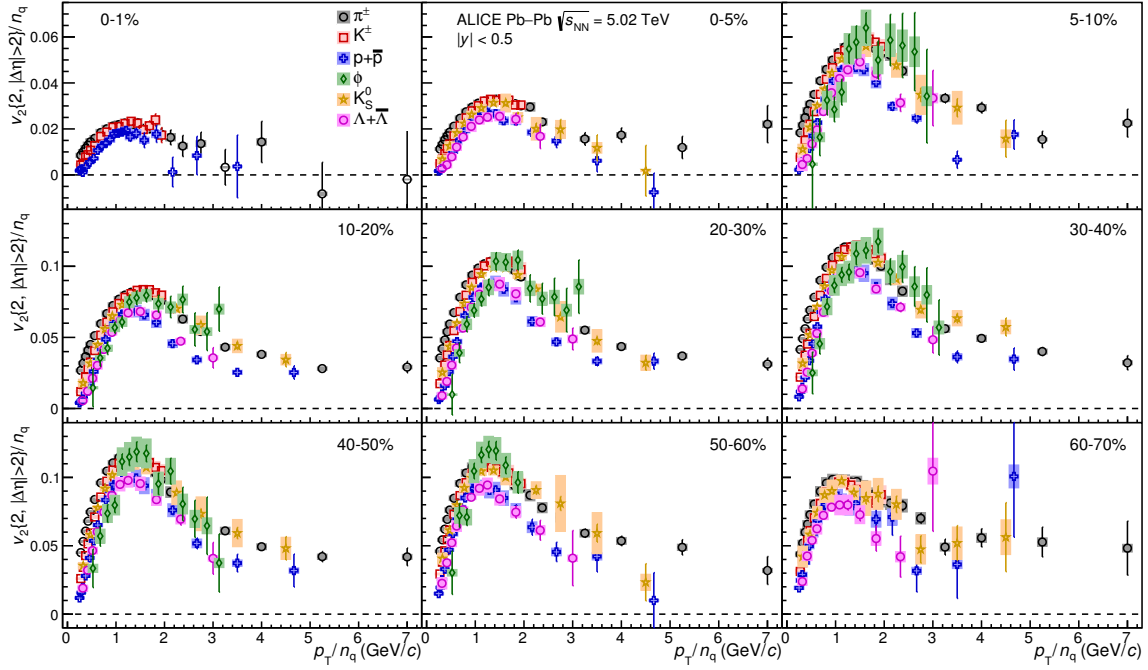 0-1%
π±
K±
p+p̅
ϕ
K⁰S
Λ+Λ̅
ALICE Pb–Pb √sNN = 5.02 TeV
|y| < 0.5
0-5%
5-10%
v2{2, |Δη|>2}/nq
0.06
0.04
0.02
0
10-20%
20-30%
30-40%
v2{2, |Δη|>2}/nq
0.1
0.05
0
40-50%
50-60%
60-70%
v2{2, |Δη|>2}/nq
0.1
0.05
0
0 1 2 3 4 5 6 7
0 1 2 3 4 5 6 7
0 1 2 3 4 5 6 7
pT/nq (GeV/c)
pT/nq (GeV/c)
pT/nq (GeV/c)